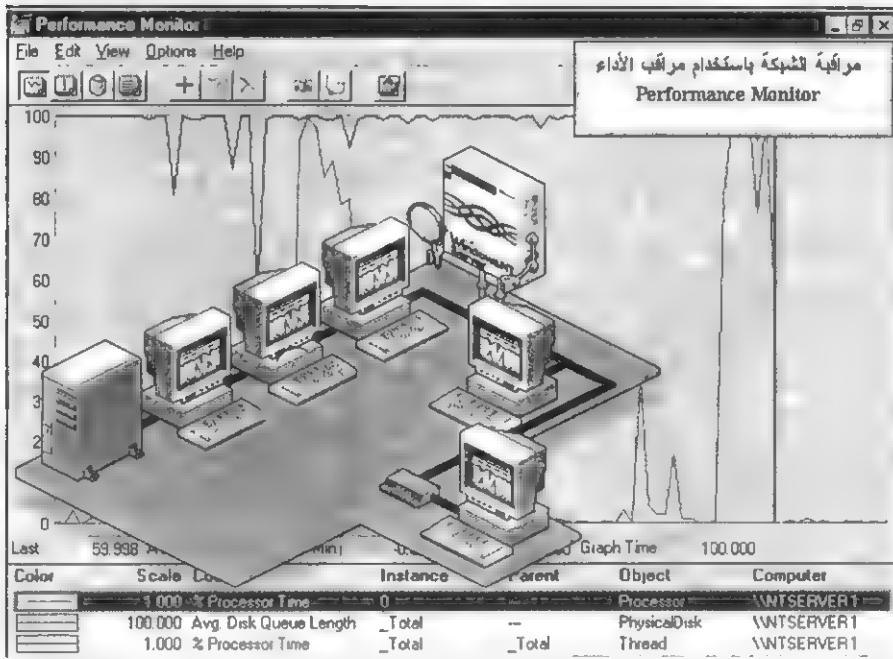 Performance Monitor
File Edit View Options Help
مراقبة الشبكة باستخدام مراقب الأداء
Performance Monitor
100
90
80
70
60
50
40
3
2
0
Last 59.998 Graph Time 100.000
Color Scale Instance Parent Object Computer
1.000 % Processor Time 0 --- Processor \\NTSERVER1
100.000 Avg. Disk Queue Length _Total --- PhysicalDisk \\NTSERVER1
1.000 % Processor Time _Total _Total Thread \\NTSERVER1